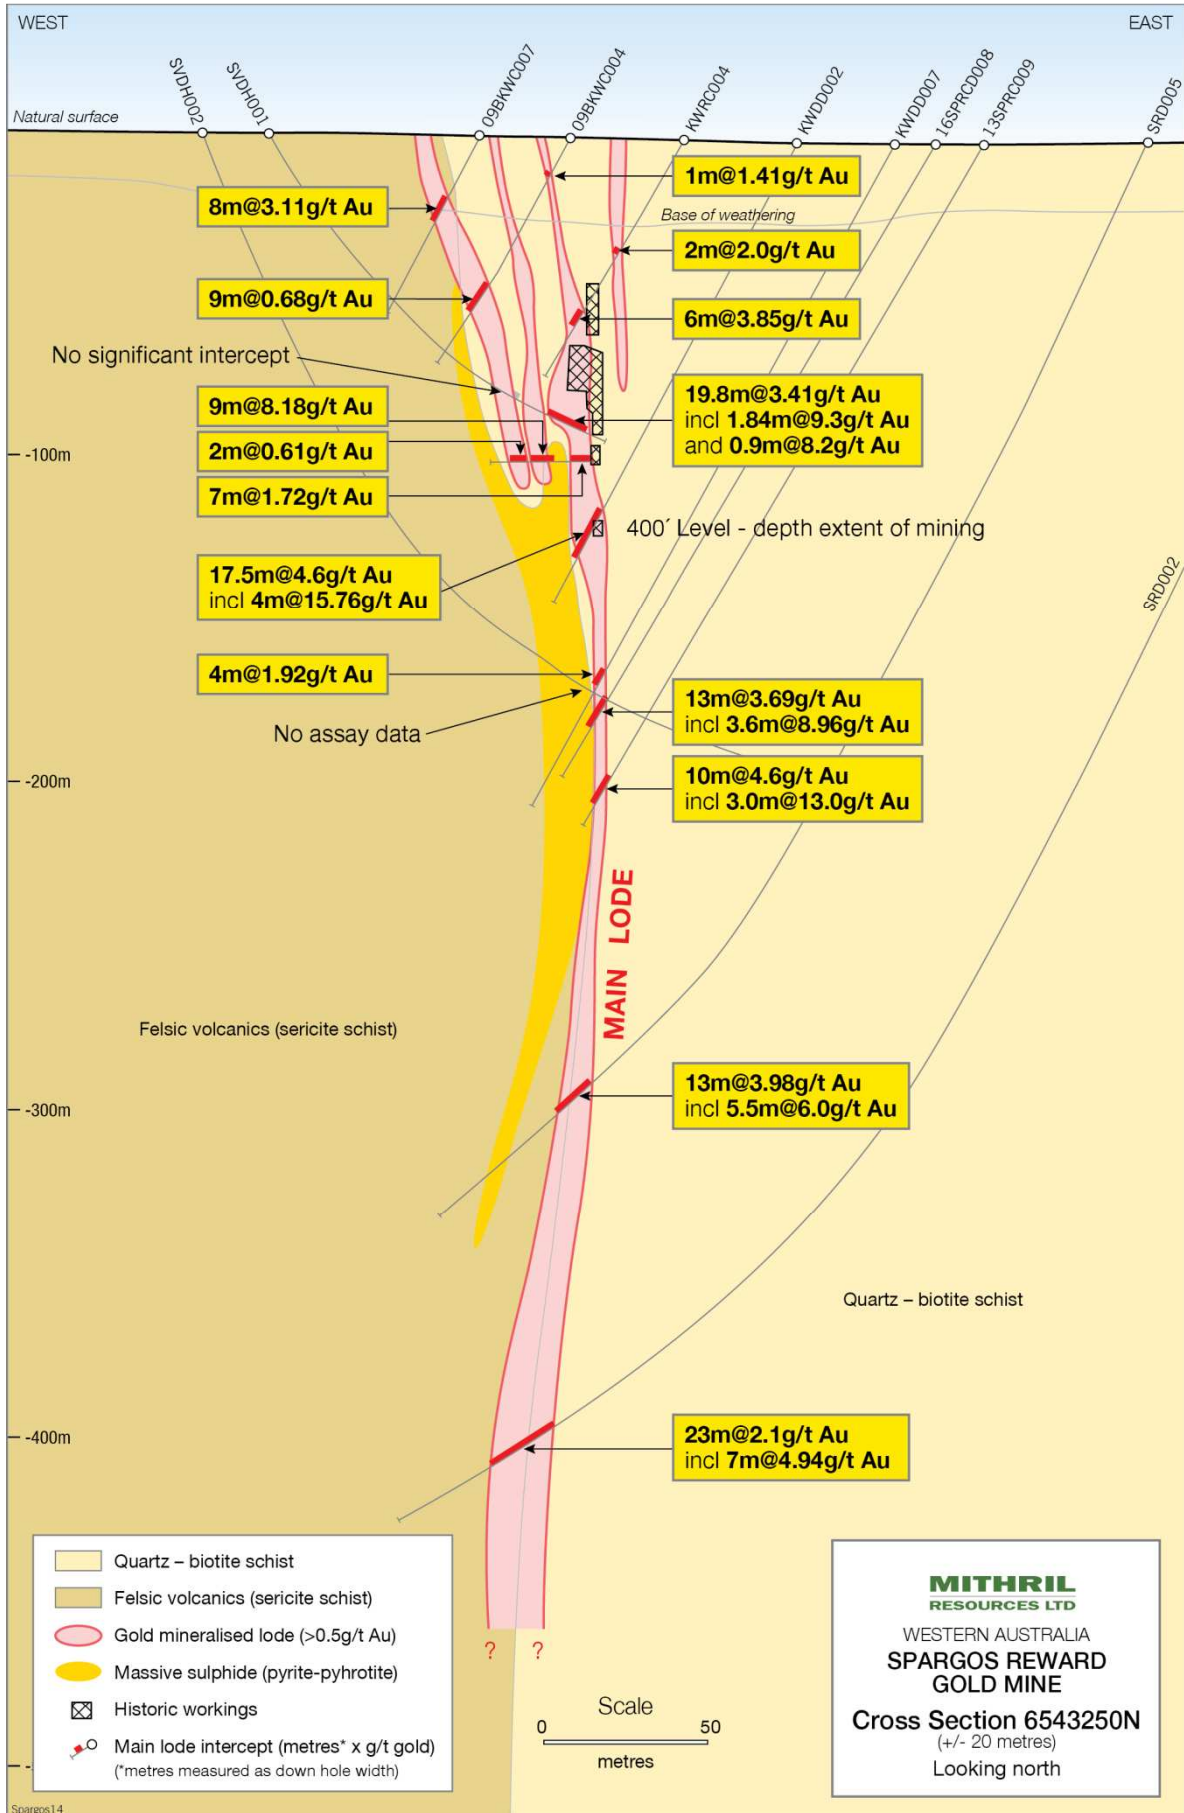 WEST
EAST
SVDH002
SVDH001
09BKWC007
09BKWC004
KWRC004
KWDD002
KWDD007
16SPRCD008
13SPRC009
SRD005
Natural surface
1m@1.41g/t Au
8m@3.11g/t Au
Base of weathering
2m@2.0g/t Au
9m@0.68g/t Au
6m@3.85g/t Au
No significant intercept
19.8m@3.41g/t Au
incl 1.84m@9.3g/t Au
and 0.9m@8.2g/t Au
9m@8.18g/t Au
2m@0.61g/t Au
-100m
7m@1.72g/t Au
400´ Level - depth extent of mining
17.5m@4.6g/t Au
incl 4m@15.76g/t Au
SRD002
4m@1.92g/t Au
13m@3.69g/t Au
incl 3.6m@8.96g/t Au
No assay data
-200m
10m@4.6g/t Au
incl 3.0m@13.0g/t Au
MAIN LODE
Felsic volcanics (sericite schist)
13m@3.98g/t Au
incl 5.5m@6.0g/t Au
-300m
Quartz – biotite schist
-400m
23m@2.1g/t Au
incl 7m@4.94g/t Au
Quartz – biotite schist
Felsic volcanics (sericite schist)
Gold mineralised lode (>0.5g/t Au)
Massive sulphide (pyrite-pyhrotite)
Historic workings
Main lode intercept (metres* x g/t gold)
(*metres measured as down hole width)
? ?
Scale
0 50
metres
MITHRIL
RESOURCES LTD
WESTERN AUSTRALIA
SPARGOS REWARD
GOLD MINE
Cross Section 6543250N
(+/- 20 metres)
Looking north
Spargos14